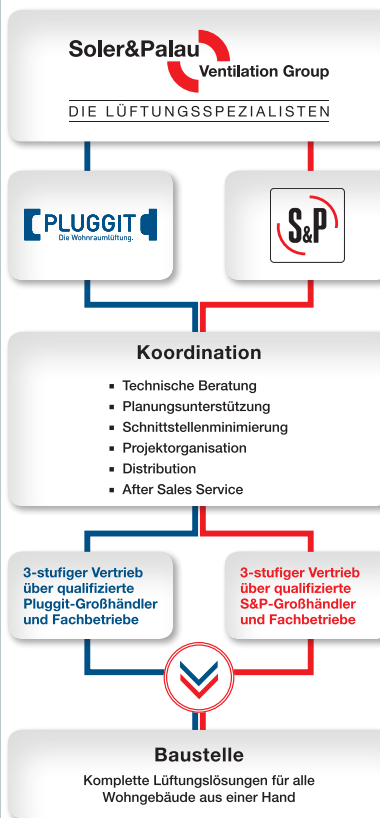 Soler&Palau
Ventilation Group
DIE LÜFTUNGSSPEZIALISTEN
PLUGGIT
Die Wohnraumlüftung.
S&P
Koordination
▪ Technische Beratung
▪ Planungsunterstützung
▪ Schnittstellenminimierung
▪ Projektorganisation
▪ Distribution
▪ After Sales Service
3-stufiger Vertrieb
über qualifizierte
Pluggit-Großhändler
und Fachbetriebe
3-stufiger Vertrieb
über qualifizierte
S&P-Großhändler
und Fachbetriebe
Baustelle
Komplette Lüftungslösungen für alle
Wohngebäude aus einer Hand